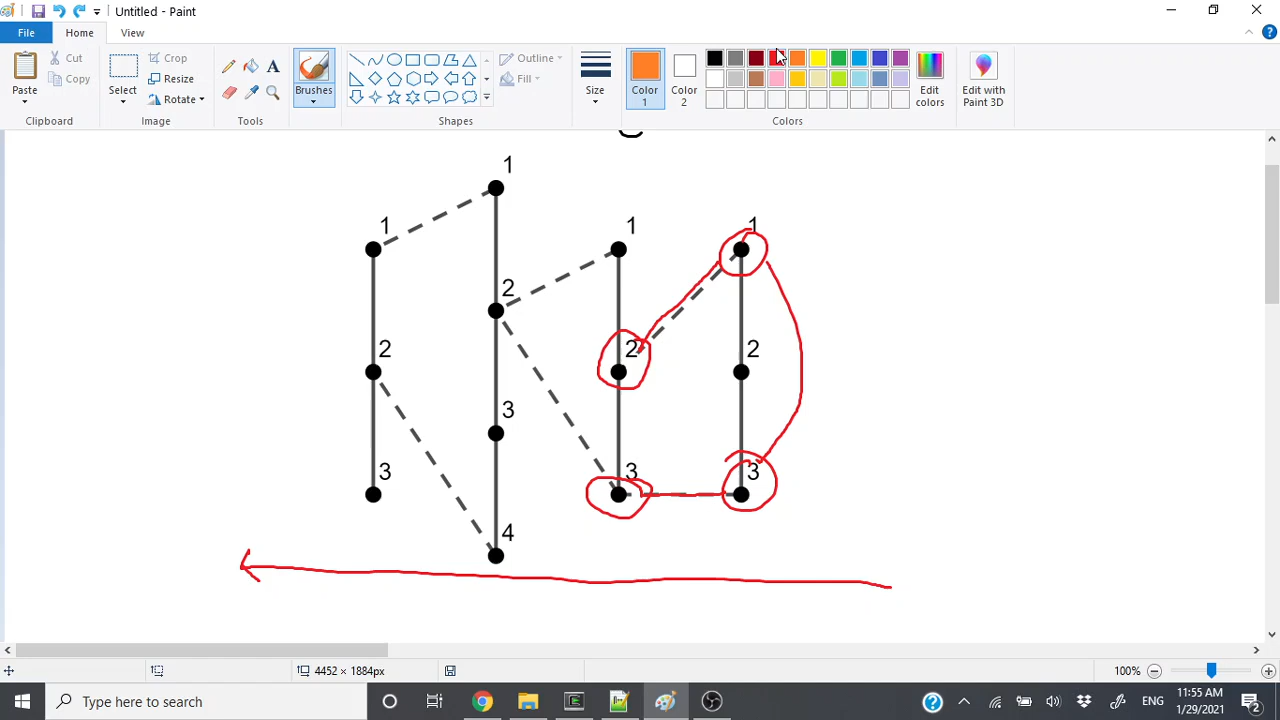 Untitled - Paint
File Home View
Paste
Cut
Copy
Clipboard
Select
Crop
Resize
Rotate
Image
Tools
Brushes
Shapes
Outline
Fill
Size
Color 1
Color 2
Colors
Edit colors
Edit with Paint 3D
1
1 1 1
2
2 2 2
3
3 3 3
4
4452 × 1884px
100%
Type here to search
ENG
11:55 AM
1/29/2021
2